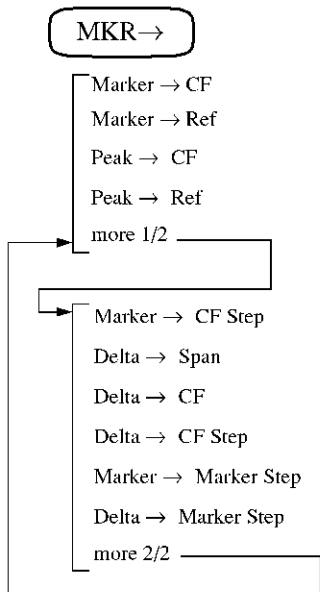 MKR→
Marker → CF
Marker → Ref
Peak → CF
Peak → Ref
more 1/2
Marker → CF Step
Delta → Span
Delta → CF
Delta → CF Step
Marker → Marker Step
Delta → Marker Step
more 2/2